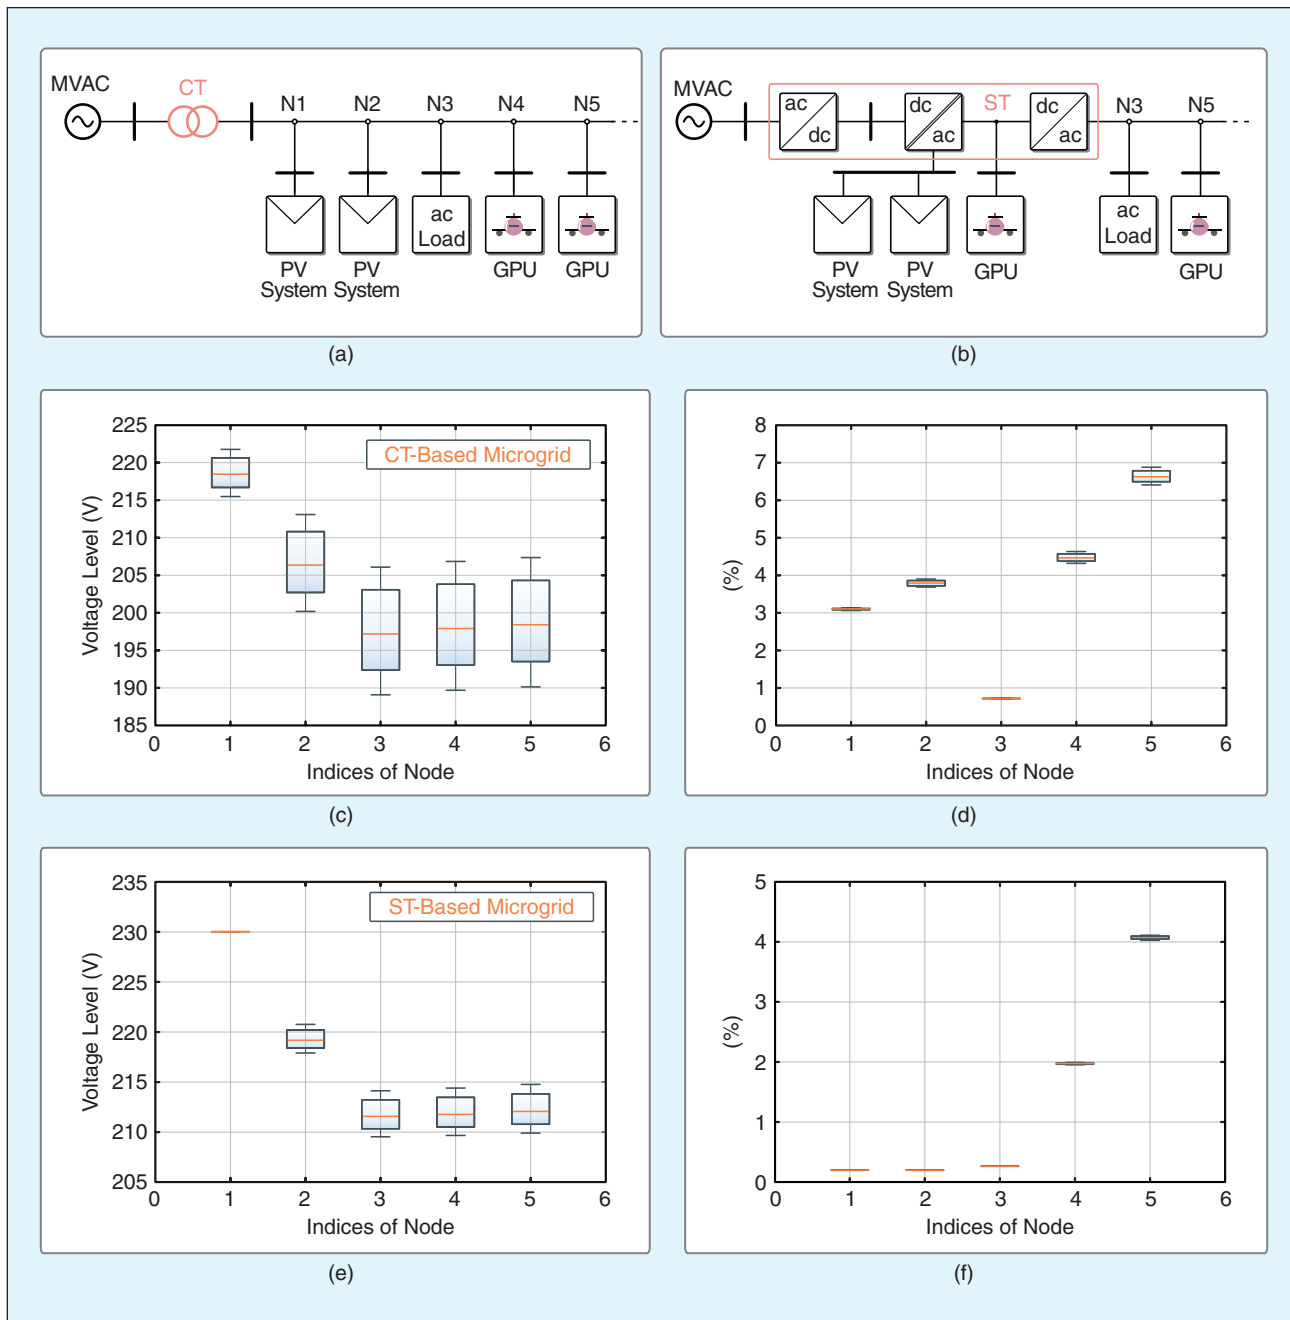 MVAC
CT
N1
N2
N3
N4
N5
ac
Load
PV
System
PV
System
GPU
GPU
(a)
MVAC
ac
dc
dc
ac
ST
dc
ac
N3
N5
ac
Load
PV
System
PV
System
GPU
GPU
(b)
CT-Based Microgrid
Voltage Level (V)
225
220
215
210
205
200
195
190
185
0 1 2 3 4 5 6
Indices of Node
(c)
(%)
8
7
6
5
4
3
2
1
0
0 1 2 3 4 5 6
Indices of Node
(d)
ST-Based Microgrid
Voltage Level (V)
235
230
225
220
215
210
205
0 1 2 3 4 5 6
Indices of Node
(e)
(%)
5
4
3
2
1
0
0 1 2 3 4 5 6
Indices of Node
(f)